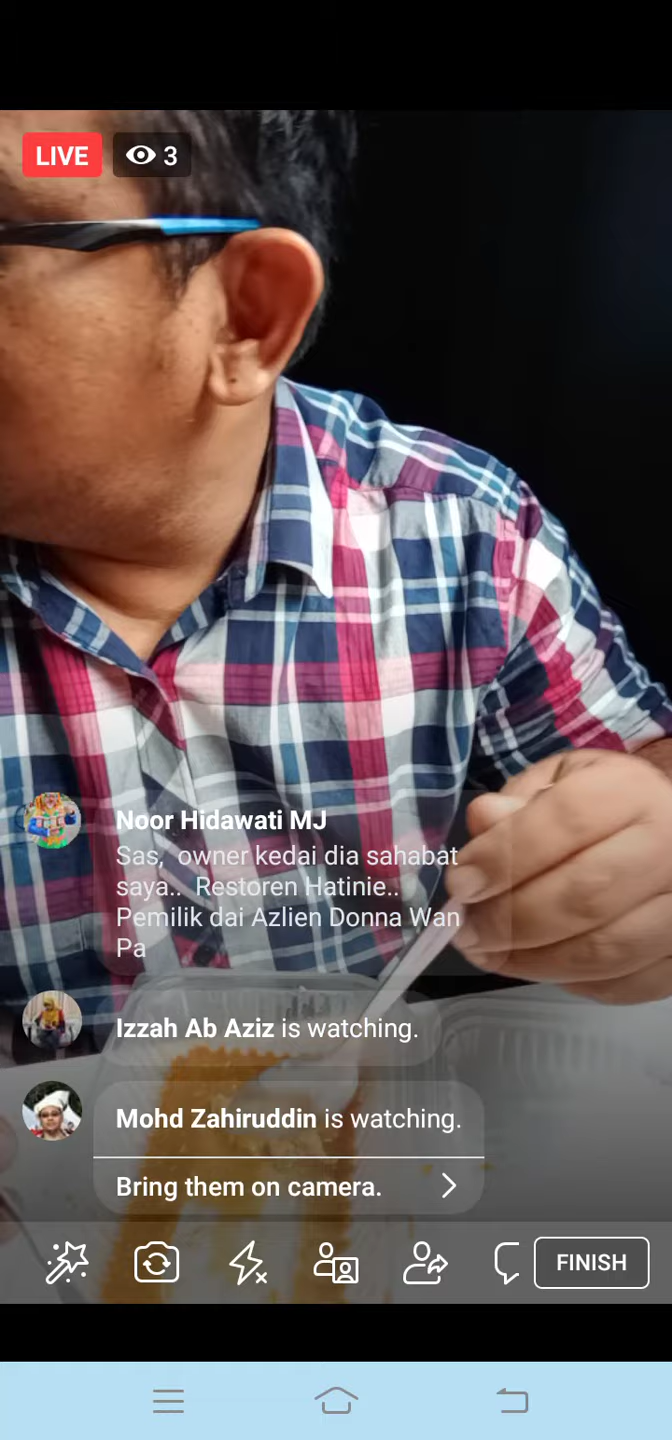 LIVE 3
Noor Hidawati MJ
Sas, owner kedai dia sahabat
saya.. Restoren Hatinie..
Pemilik dai Azlien Donna Wan
Pa
Izzah Ab Aziz is watching.
Mohd Zahiruddin is watching.
Bring them on camera.
FINISH